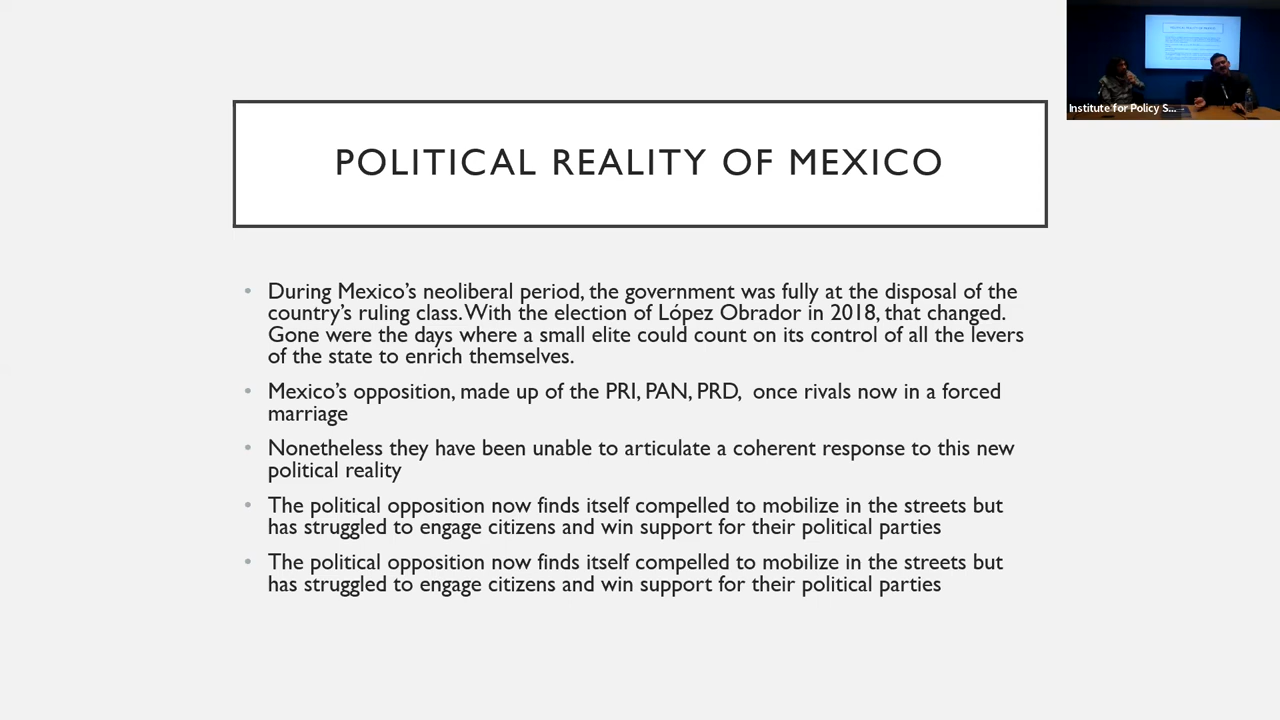 POLITICAL REALITY OF MEXICO
Institute for Policy S...
• During Mexico's neoliberal period, the government was fully at the disposal of the
country's ruling class. With the election of López Obrador in 2018, that changed.
Gone were the days where a small elite could count on its control of all the levers
of the state to enrich themselves.
• Mexico's opposition, made up of the PRI, PAN, PRD, once rivals now in a forced
marriage
• Nonetheless they have been unable to articulate a coherent response to this new
political reality
• The political opposition now finds itself compelled to mobilize in the streets but
has struggled to engage citizens and win support for their political parties
• The political opposition now finds itself compelled to mobilize in the streets but
has struggled to engage citizens and win support for their political parties